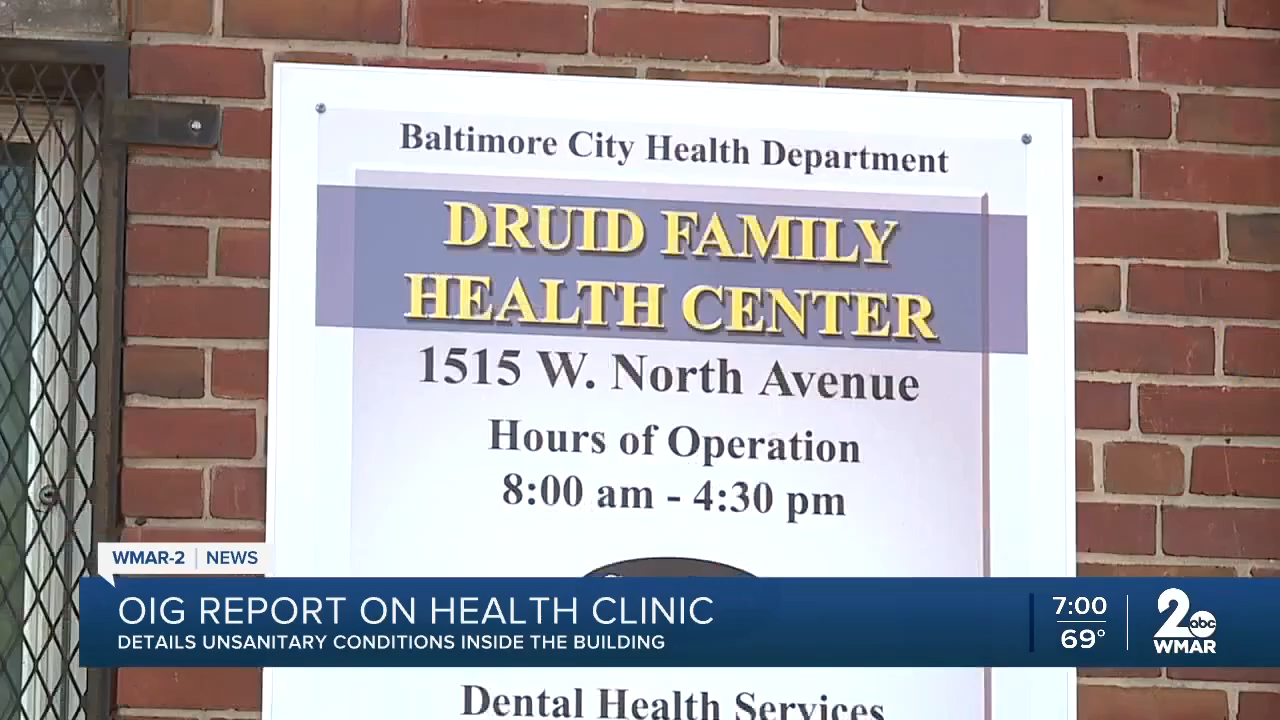 Baltimore City Health Department
DRUID FAMILY
HEALTH CENTER
1515 W. North Avenue
Hours of Operation
8:00 am - 4:30 pm
WMAR-2 | NEWS
OIG REPORT ON HEALTH CLINIC
DETAILS UNSANITARY CONDITIONS INSIDE THE BUILDING
7:00
69°
2 abc
WMAR
Dental Health Services